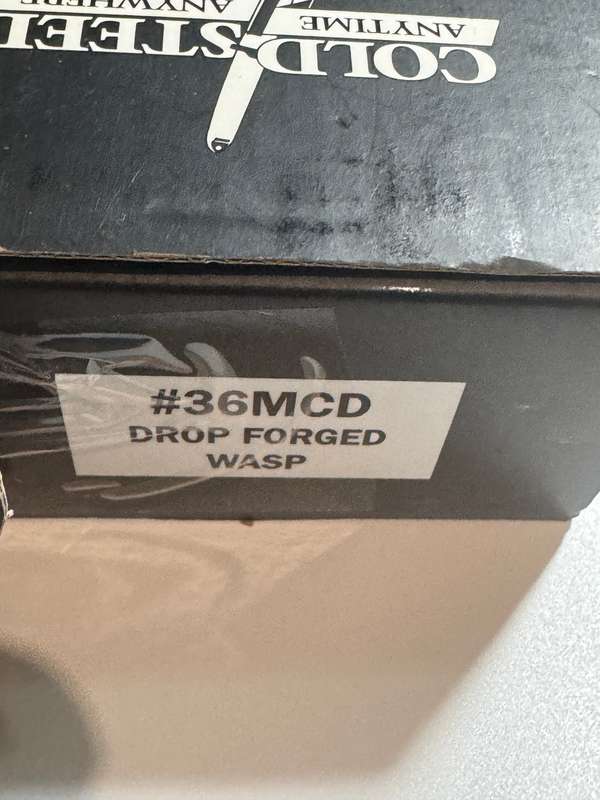 ANYTIME
COLD STEEL
ANYWHERE
#36MCD
DROP FORGED
WASP